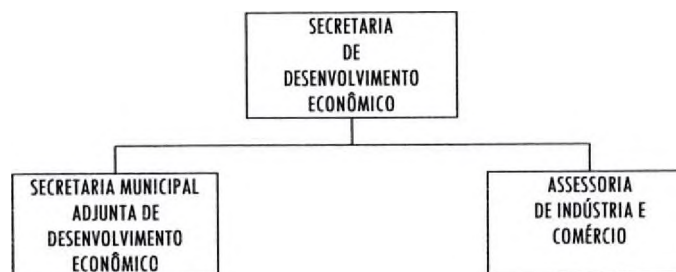 SECRETARIA
DE
DESENVOLVIMENTO
ECONÔMICO
SECRETARIA MUNICIPAL
ADJUNTA DE
DESENVOLVIMENTO
ECONÔMICO
ASSESSORIA
DE INDÚSTRIA E
COMÉRCIO